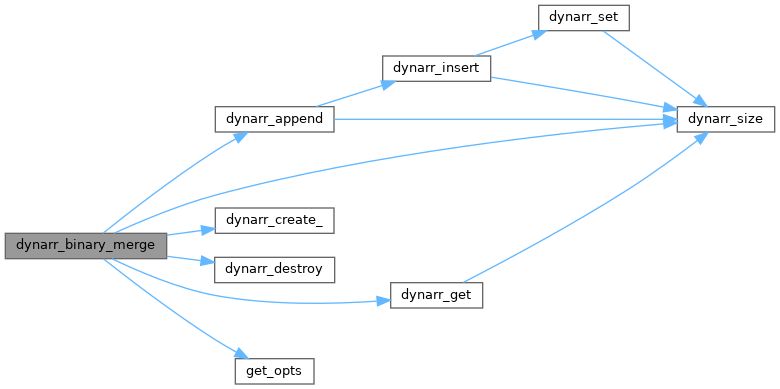 dynarr_set
dynarr_insert
dynarr_append
dynarr_size
dynarr_create_
dynarr_binary_merge
dynarr_destroy
dynarr_get
get_opts